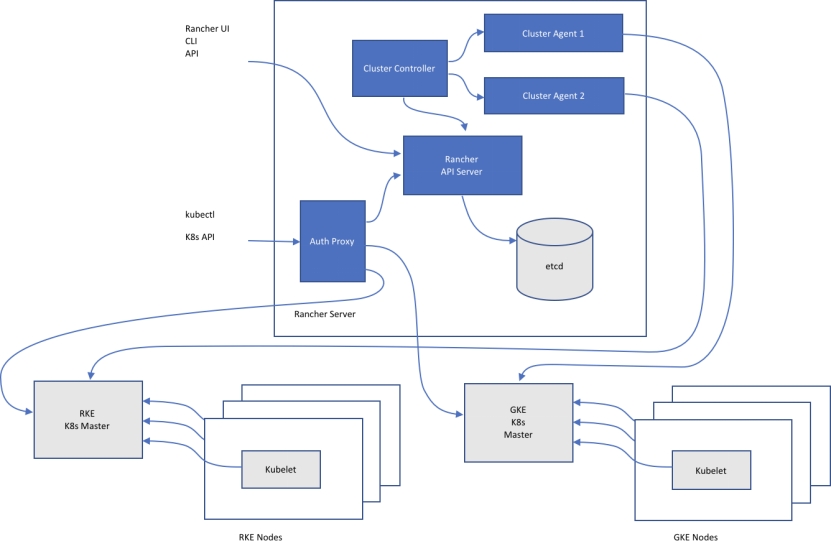 Rancher UI
CLI
API
Cluster Agent 1
Cluster Controller
Cluster Agent 2
Rancher
API Server
kubectl
K8s API
Auth Proxy
etcd
Rancher Server
RKE
K8s Master
GKE
K8s
Master
Kubelet
Kubelet
RKE Nodes
GKE Nodes